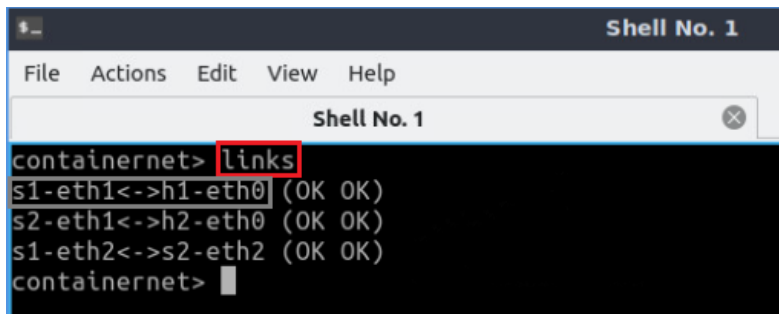 $_ Shell No. 1
File Actions Edit View Help
Shell No. 1
containernet> links
s1-eth1<->h1-eth0 (OK OK)
s2-eth1<->h2-eth0 (OK OK)
s1-eth2<->s2-eth2 (OK OK)
containernet>